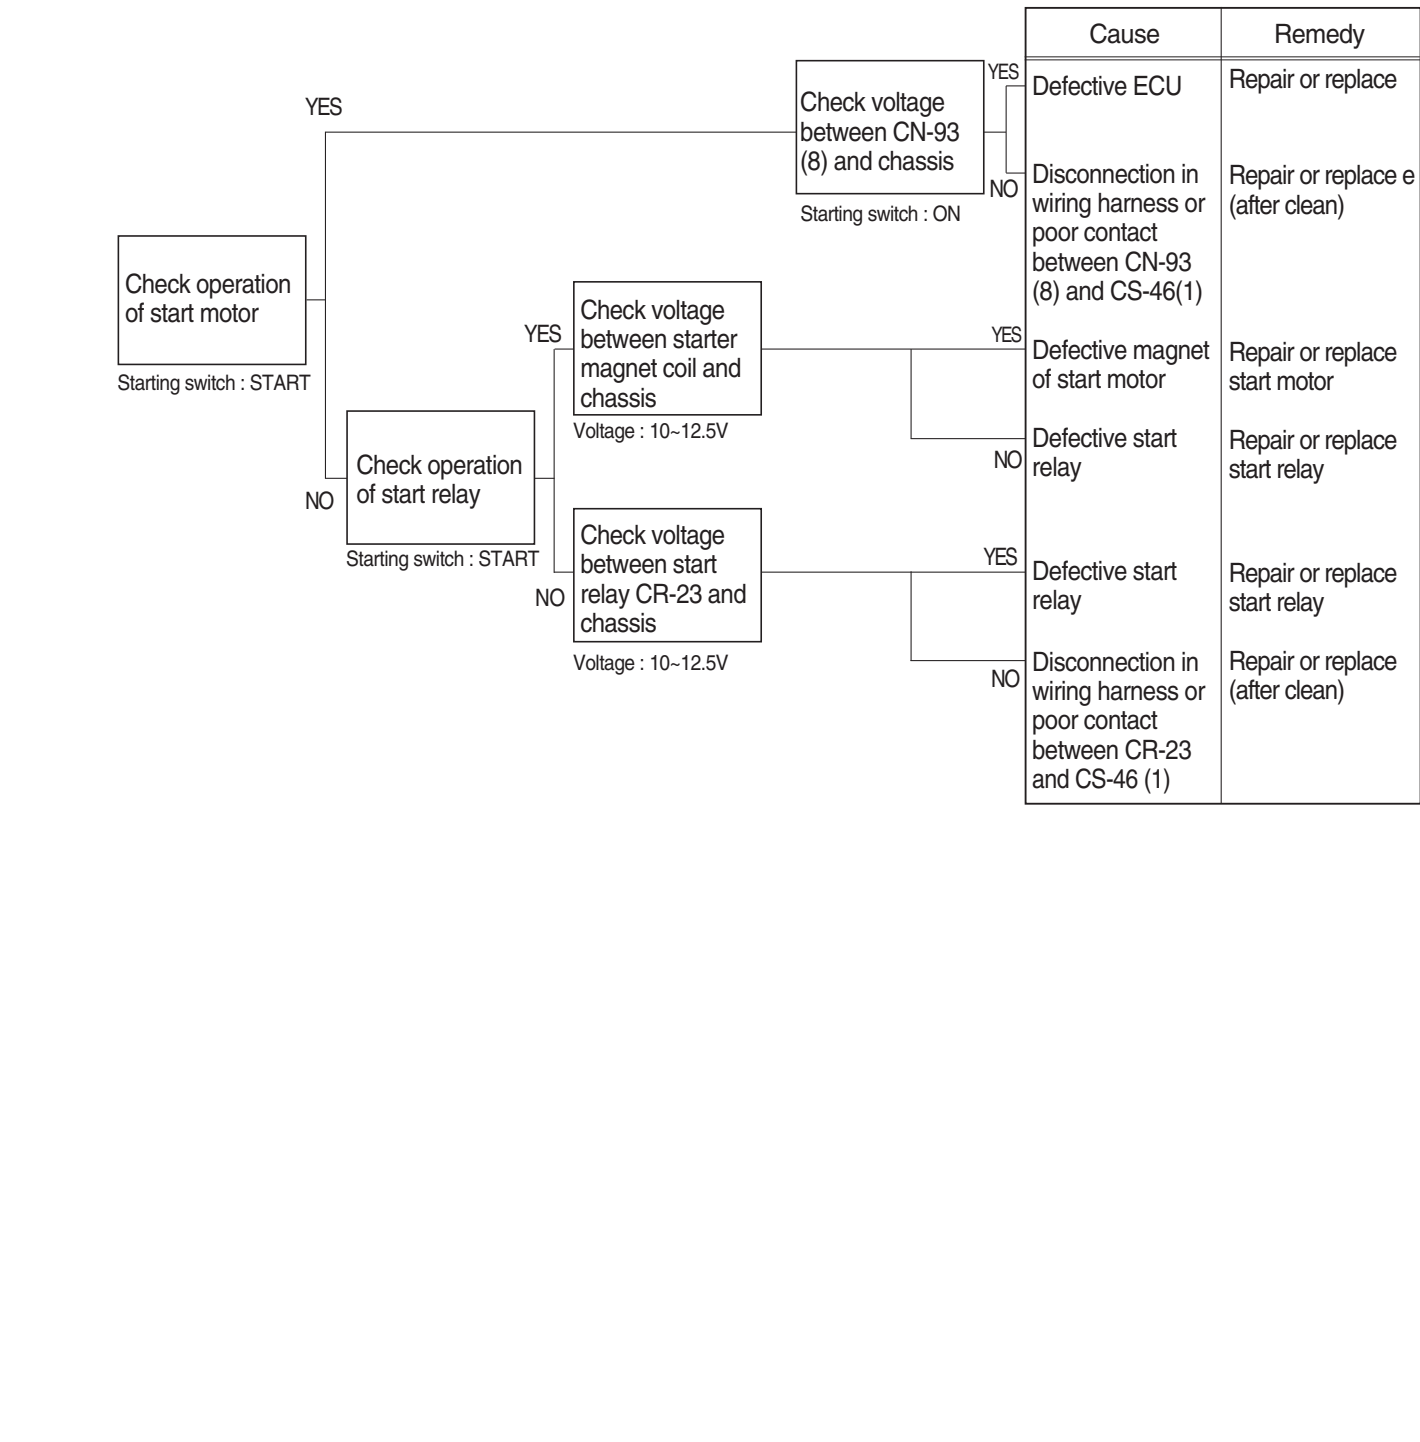 Cause
Remedy
YES
Check voltage
between CN-93
(8) and chassis
Starting switch : ON
YES
Defective ECU
Repair or replace
NO
Disconnection in
wiring harness or
poor contact
between CN-93
(8) and CS-46(1)
Repair or replace e
(after clean)
Check operation
of start motor
Starting switch : START
YES
Check voltage
between starter
magnet coil and
chassis
Voltage : 10~12.5V
YES
Defective magnet
of start motor
Repair or replace
start motor
NO
Defective start
relay
Repair or replace
start relay
NO
Check operation
of start relay
Starting switch : START
NO
Check voltage
between start
relay CR-23 and
chassis
Voltage : 10~12.5V
YES
Defective start
relay
Repair or replace
start relay
NO
Disconnection in
wiring harness or
poor contact
between CR-23
and CS-46 (1)
Repair or replace
(after clean)